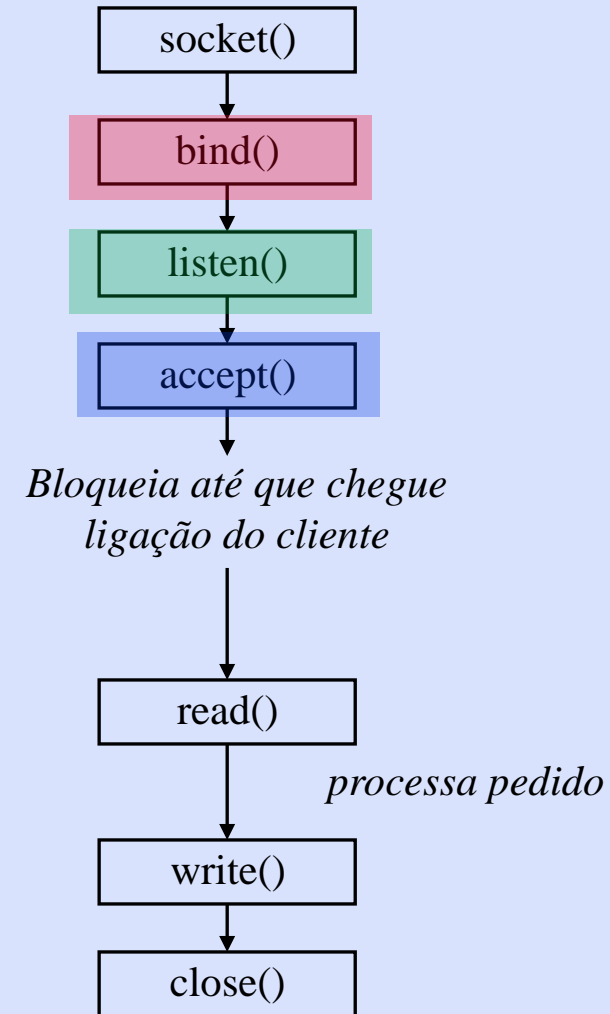 socket()
bind()
listen()
accept()
Bloqueia até que chegue
ligação do cliente
read()
processa pedido
write()
close()